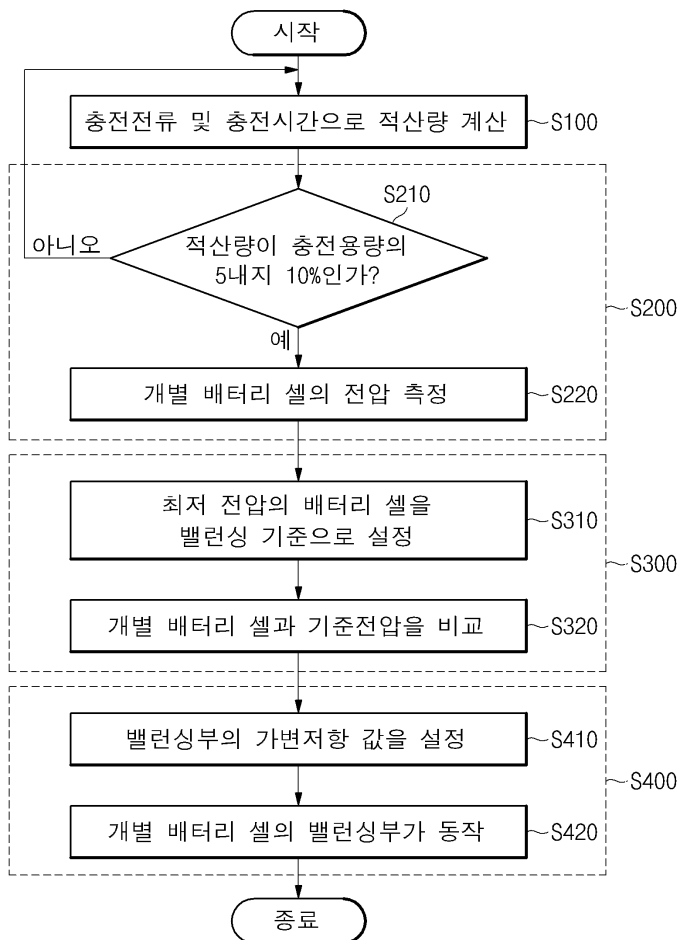 시작
충전전류 및 충전시간으로 적산량 계산
S100
S210
아니오
적산량이 충전용량의
5내지 10%인가?
S200
예
개별 배터리 셀의 전압 측정
S220
최저 전압의 배터리 셀을
밸런싱 기준으로 설정
S310
S300
개별 배터리 셀과 기준전압을 비교
S320
밸런싱부의 가변저항 값을 설정
S410
S400
개별 배터리 셀의 밸런싱부가 동작
S420
종료